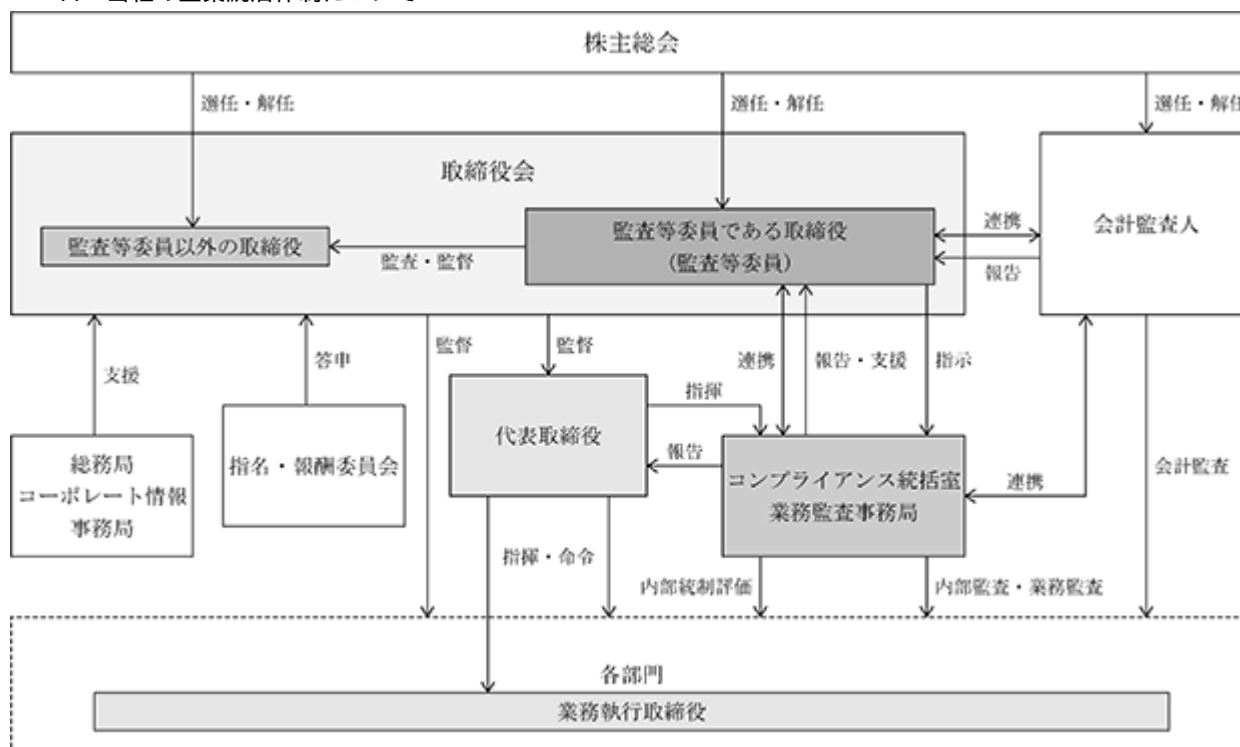 株主総会
選任・解任
選任・解任
選任・解任
取締役会
監査等委員以外の取締役
監査・監督
監査等委員である取締役
(監査等委員)
連携
報告
会計監査人
支援
答申
監督
監督
連携
報告・支援
指示
総務局
コーポレート情報
事務局
指名・報酬委員会
代表取締役
指揮
報告
コンプライアンス統括室
業務監査事務局
連携
会計監査
指揮・命令
内部統制評価
内部監査・業務監査
各部門
業務執行取締役